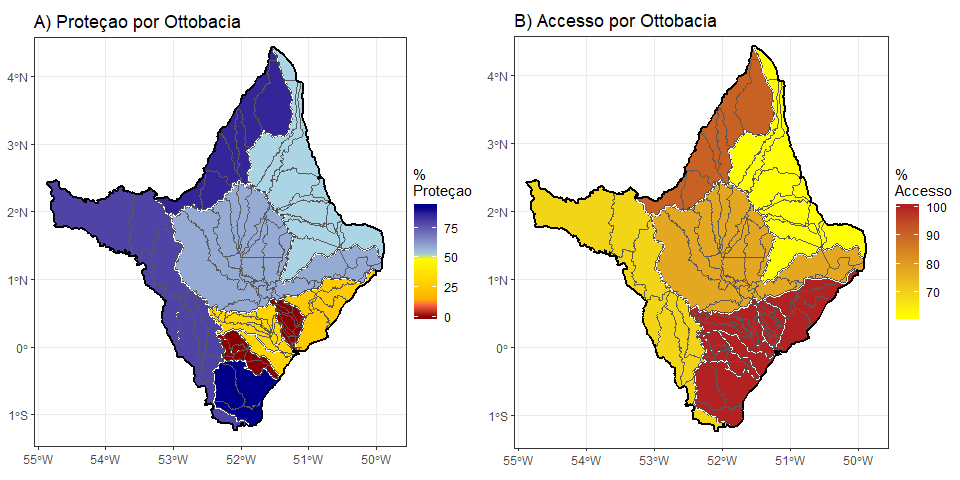 A) Proteçao por Ottobacia
4°N
3°N
2°N
1°N
0°
1°S
55°W 54°W 53°W 52°W 51°W 50°W
%
Proteçao
75
50
25
0
B) Accesso por Ottobacia
4°N
3°N
2°N
1°N
0°
1°S
55°W 54°W 53°W 52°W 51°W 50°W
%
Accesso
100
90
80
70